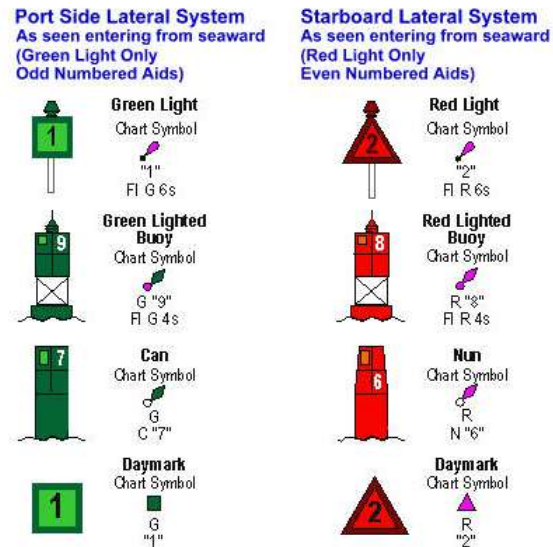 Port Side Lateral System
As seen entering from seaward
(Green Light Only
Odd Numbered Aids)
1
Green Light
Chart Symbol
"1"
Fl G 6s
9
Green Lighted
Buoy
Chart Symbol
G "9"
Fl G 4s
7
Can
Chart Symbol
G
C "7"
1
Daymark
Chart Symbol
G
"1"
Starboard Lateral System
As seen entering from seaward
(Red Light Only
Even Numbered Aids)
2
Red Light
Chart Symbol
"2"
Fl R 6s
8
Red Lighted
Buoy
Chart Symbol
R "8"
Fl R 4s
6
Nun
Chart Symbol
R
N "6"
2
Daymark
Chart Symbol
R
"2"